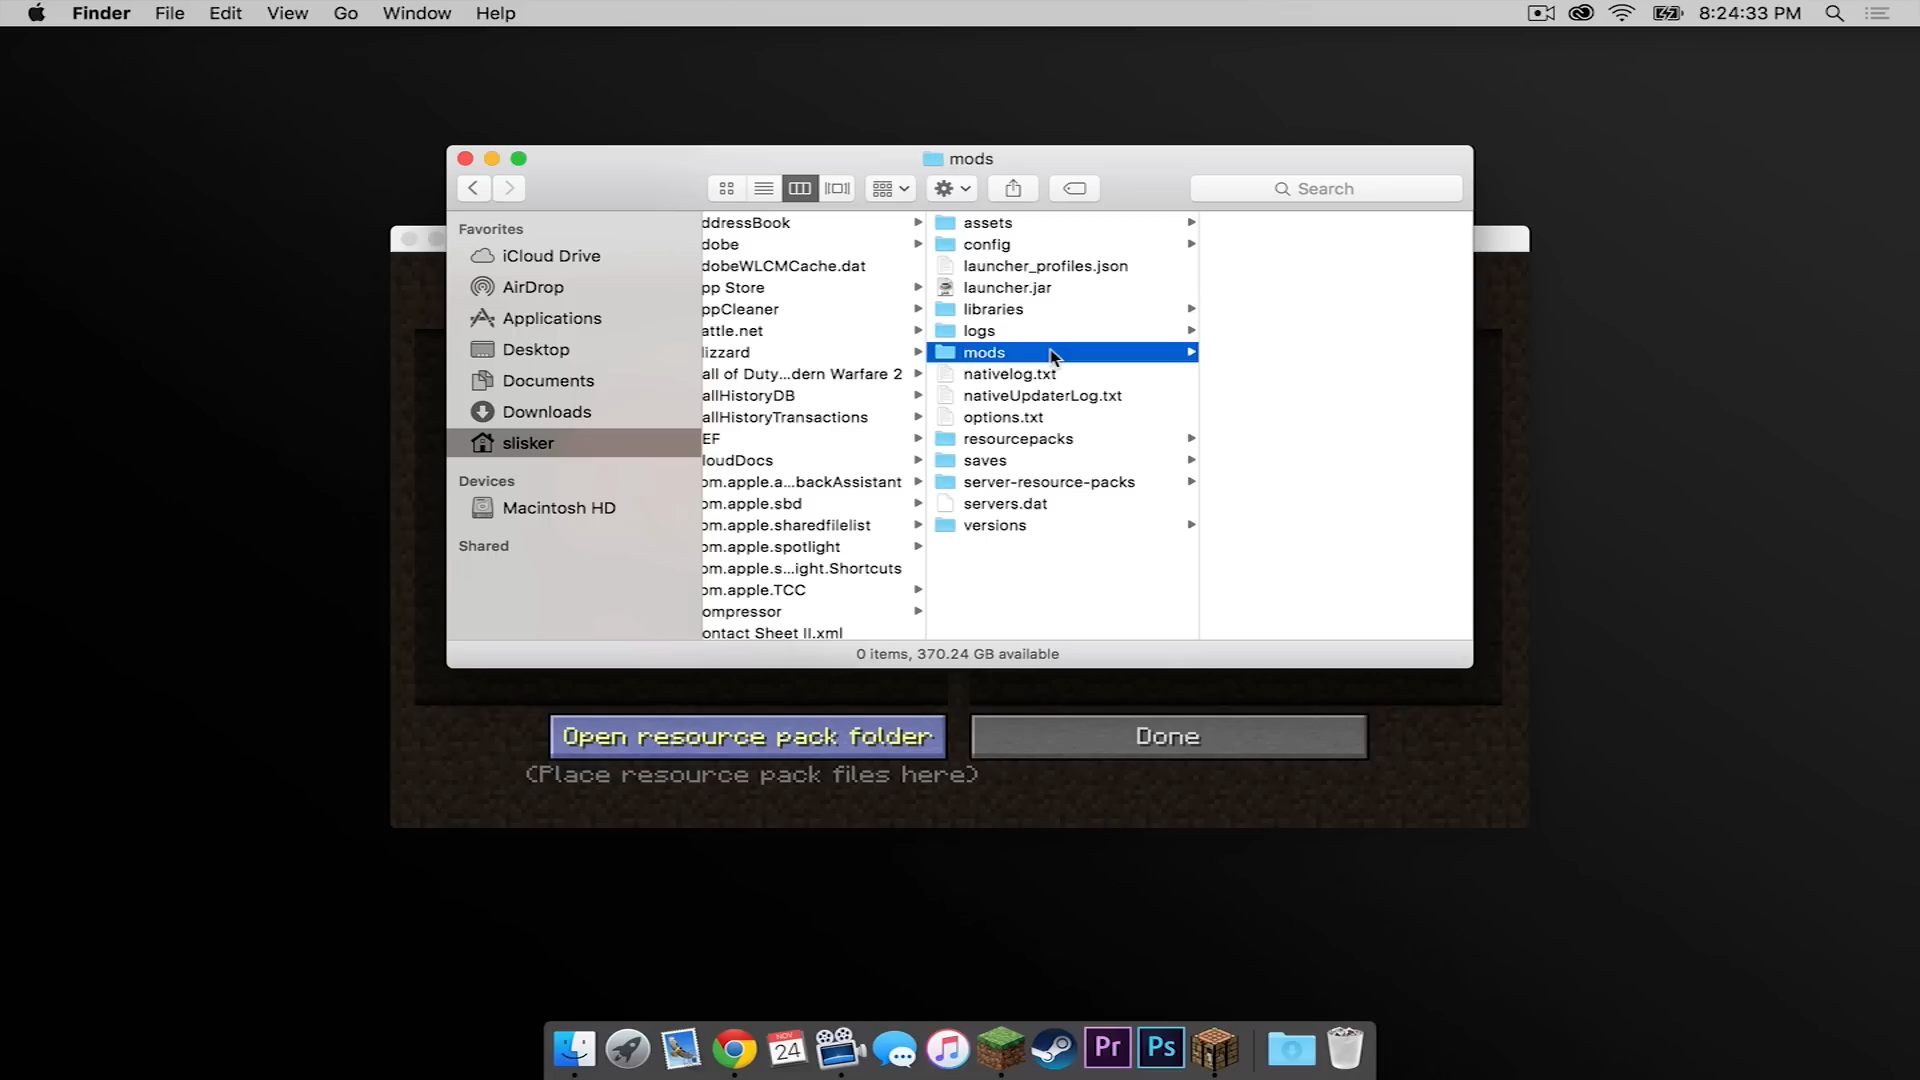 Finder File Edit View Go Window Help 8:24:33 PM
mods
Search
Favorites
iCloud Drive
AirDrop
Applications
Desktop
Documents
Downloads
slisker
Devices
Macintosh HD
Shared
ddressBook
dobe
dobeWLCMCache.dat
pp Store
ppCleaner
attle.net
lizzard
all of Duty...dern Warfare 2
allHistoryDB
allHistoryTransactions
EF
loudDocs
om.apple.a...backAssistant
om.apple.sbd
om.apple.sharedfilelist
om.apple.spotlight
om.apple.s...ight.Shortcuts
om.apple.TCC
ompressor
ontact Sheet II.xml
assets
config
launcher_profiles.json
launcher.jar
libraries
logs
mods
nativelog.txt
nativeUpdaterLog.txt
options.txt
resourcepacks
saves
server-resource-packs
servers.dat
versions
0 items, 370.24 GB available
Open resource pack folder
Done
(Place resource pack files here)
NOV
24
Pr
Ps